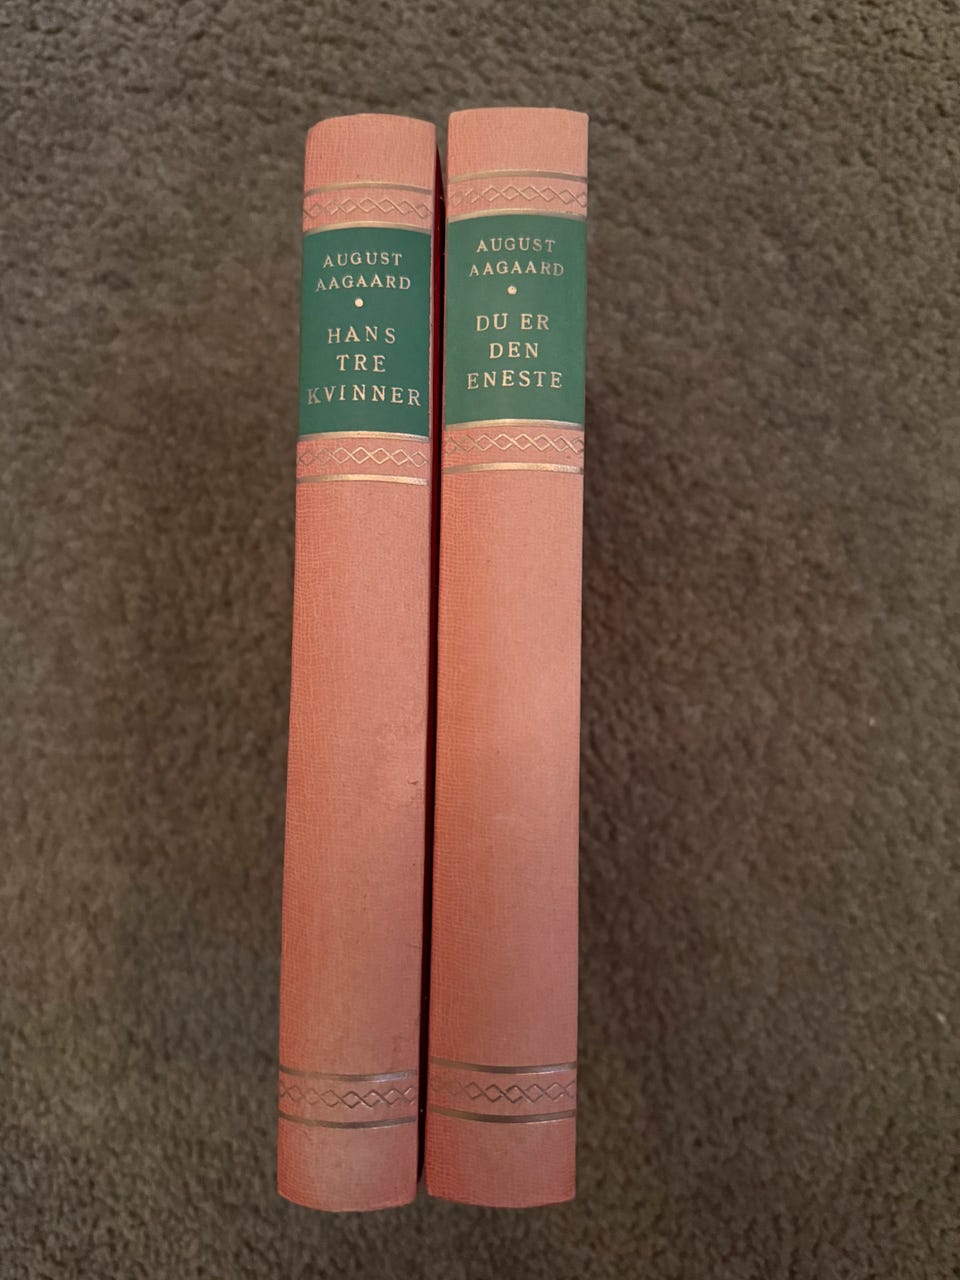 AUGUST
AAGAARD
HANS
TRE
KVINNER
AUGUST
AAGAARD
DU ER
DEN
ENESTE